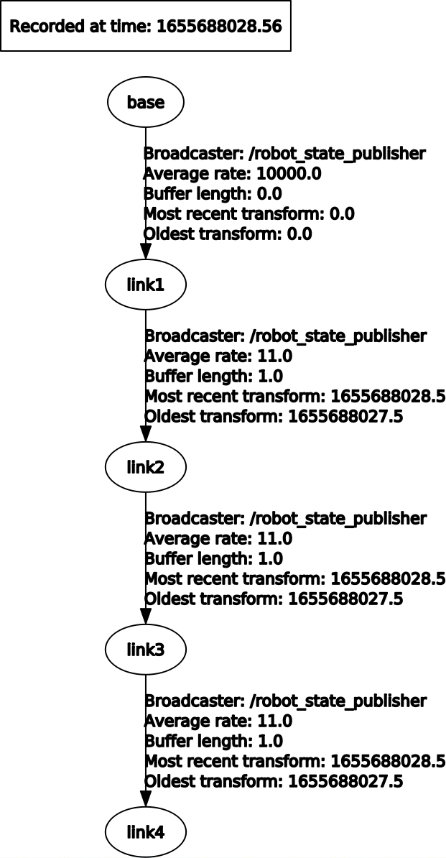 Recorded at time: 1655688028.56
base
Broadcaster: /robot_state_publisher
Average rate: 10000.0
Buffer length: 0.0
Most recent transform: 0.0
Oldest transform: 0.0
link1
Broadcaster: /robot_state_publisher
Average rate: 11.0
Buffer length: 1.0
Most recent transform: 1655688028.5
Oldest transform: 1655688027.5
link2
Broadcaster: /robot_state_publisher
Average rate: 11.0
Buffer length: 1.0
Most recent transform: 1655688028.5
Oldest transform: 1655688027.5
link3
Broadcaster: /robot_state_publisher
Average rate: 11.0
Buffer length: 1.0
Most recent transform: 1655688028.5
Oldest transform: 1655688027.5
link4